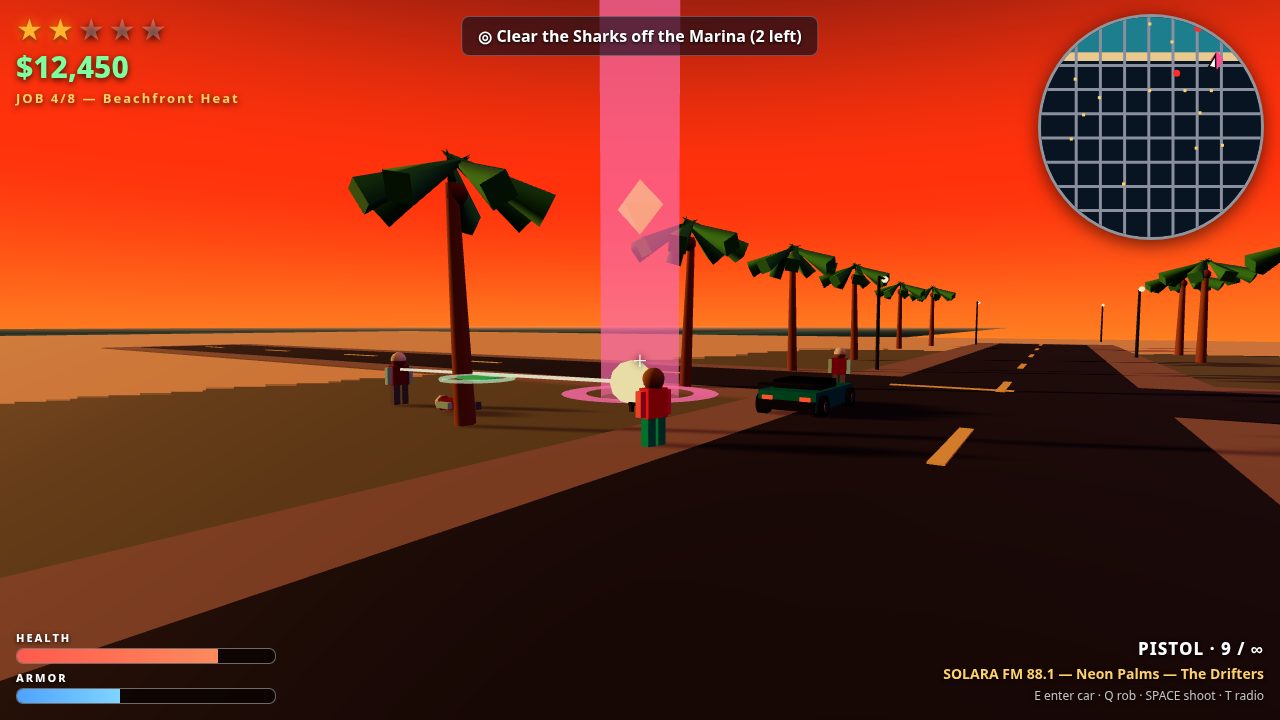 ◎ Clear the Sharks off the Marina (2 left)
$12,450
JOB 4/8 — Beachfront Heat
HEALTH
ARMOR
PISTOL · 9 / ∞
SOLARA FM 88.1 — Neon Palms — The Drifters
E enter car · Q rob · SPACE shoot · T radio